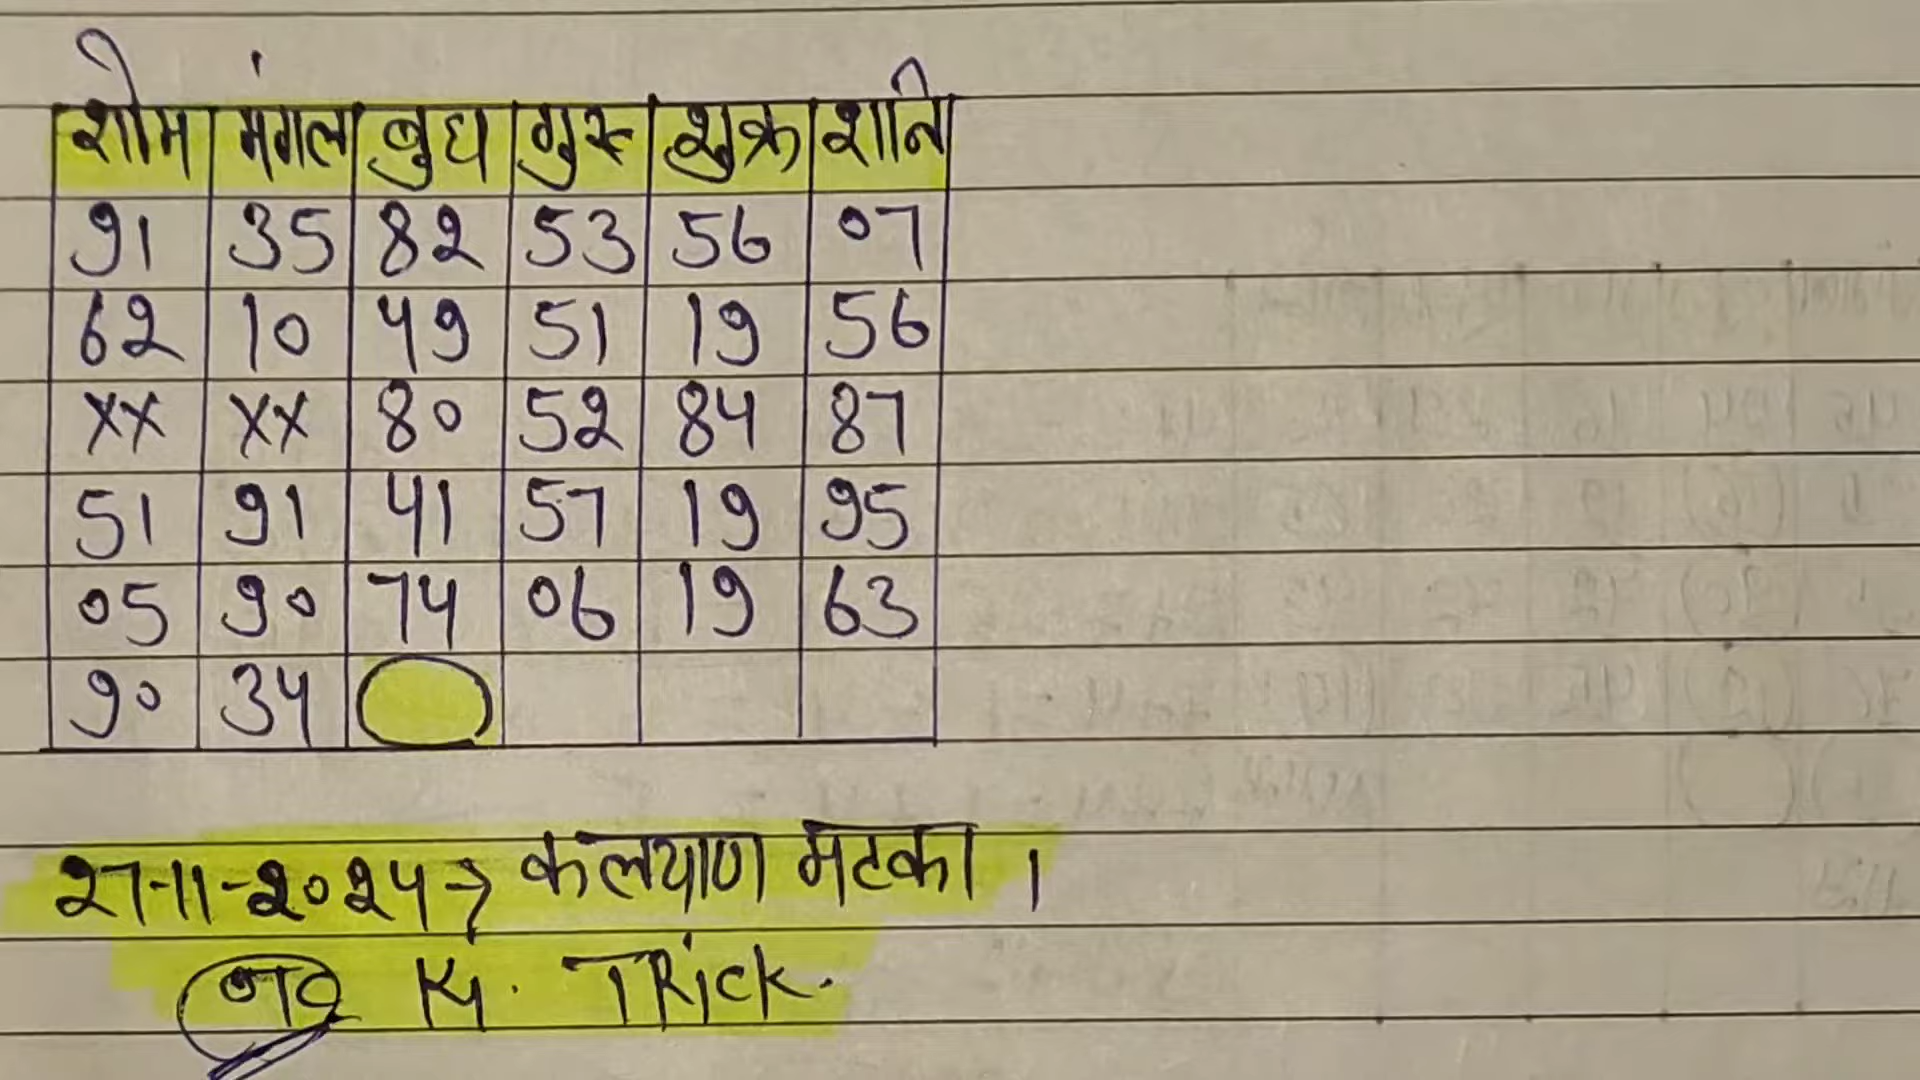 शोम मंगल बुध गुरू शुक्र शनि
91 35 82 53 56 07
62 10 49 51 19 56
XX XX 80 52 84 87
51 91 41 57 19 95
05 90 74 06 19 63
90 34
27-11-2024 → कल्याण मटका ।
Ki. TRick.